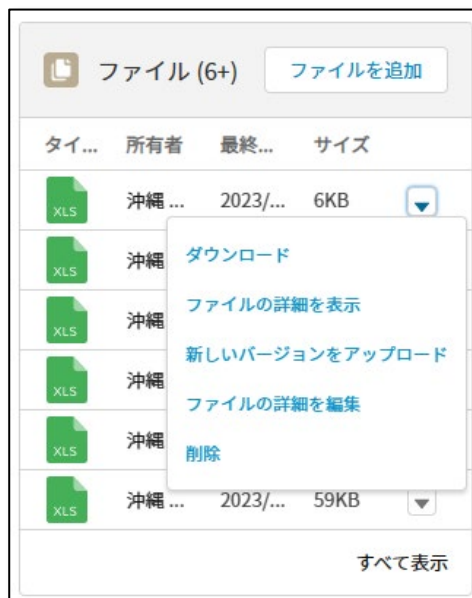 ファイル (6+)
ファイルを追加
タイ... 所有者 最終... サイズ
XLS 沖縄 ... 2023/... 6KB
ダウンロード
XLS 沖縄
ファイルの詳細を表示
XLS 沖縄
新しいバージョンをアップロード
XLS 沖縄
ファイルの詳細を編集
XLS 沖縄
削除
XLS 沖縄 ... 2023/... 59KB
すべて表示